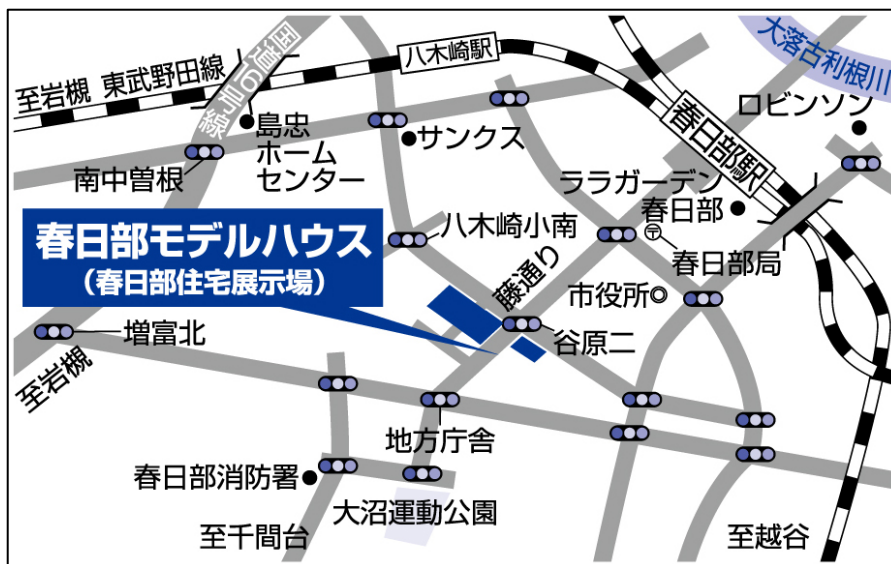 大落古利根川
至岩槻 東武野田線
国道16号線
八木崎駅
ロビンソン
島忠
ホーム
センター
サンクス
春日部駅
南中曽根
ララガーデン
春日部
春日部モデルハウス
(春日部住宅展示場)
八木崎小南
〒
春日部局
藤通り
市役所
増富北
谷原二
至岩槻
地方庁舎
春日部消防署
大沼運動公園
至千間台
至越谷